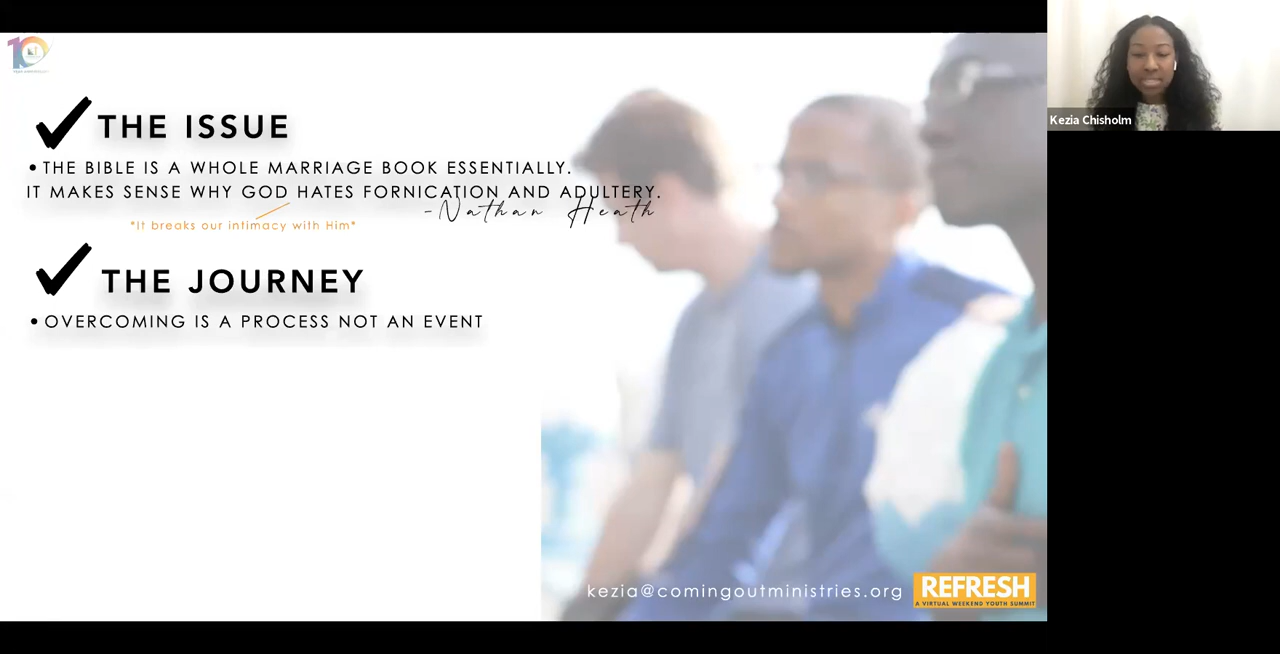 10
THE ISSUE
• THE BIBLE IS A WHOLE MARRIAGE BOOK ESSENTIALLY.
IT MAKES SENSE WHY GOD HATES FORNICATION AND ADULTERY.
-Nathan Heath
*It breaks our intimacy with Him*
THE JOURNEY
• OVERCOMING IS A PROCESS NOT AN EVENT
kezia@comingoutministries.org
REFRESH
A VIRTUAL WEEKEND YOUTH SUMMIT
Kezia Chisholm